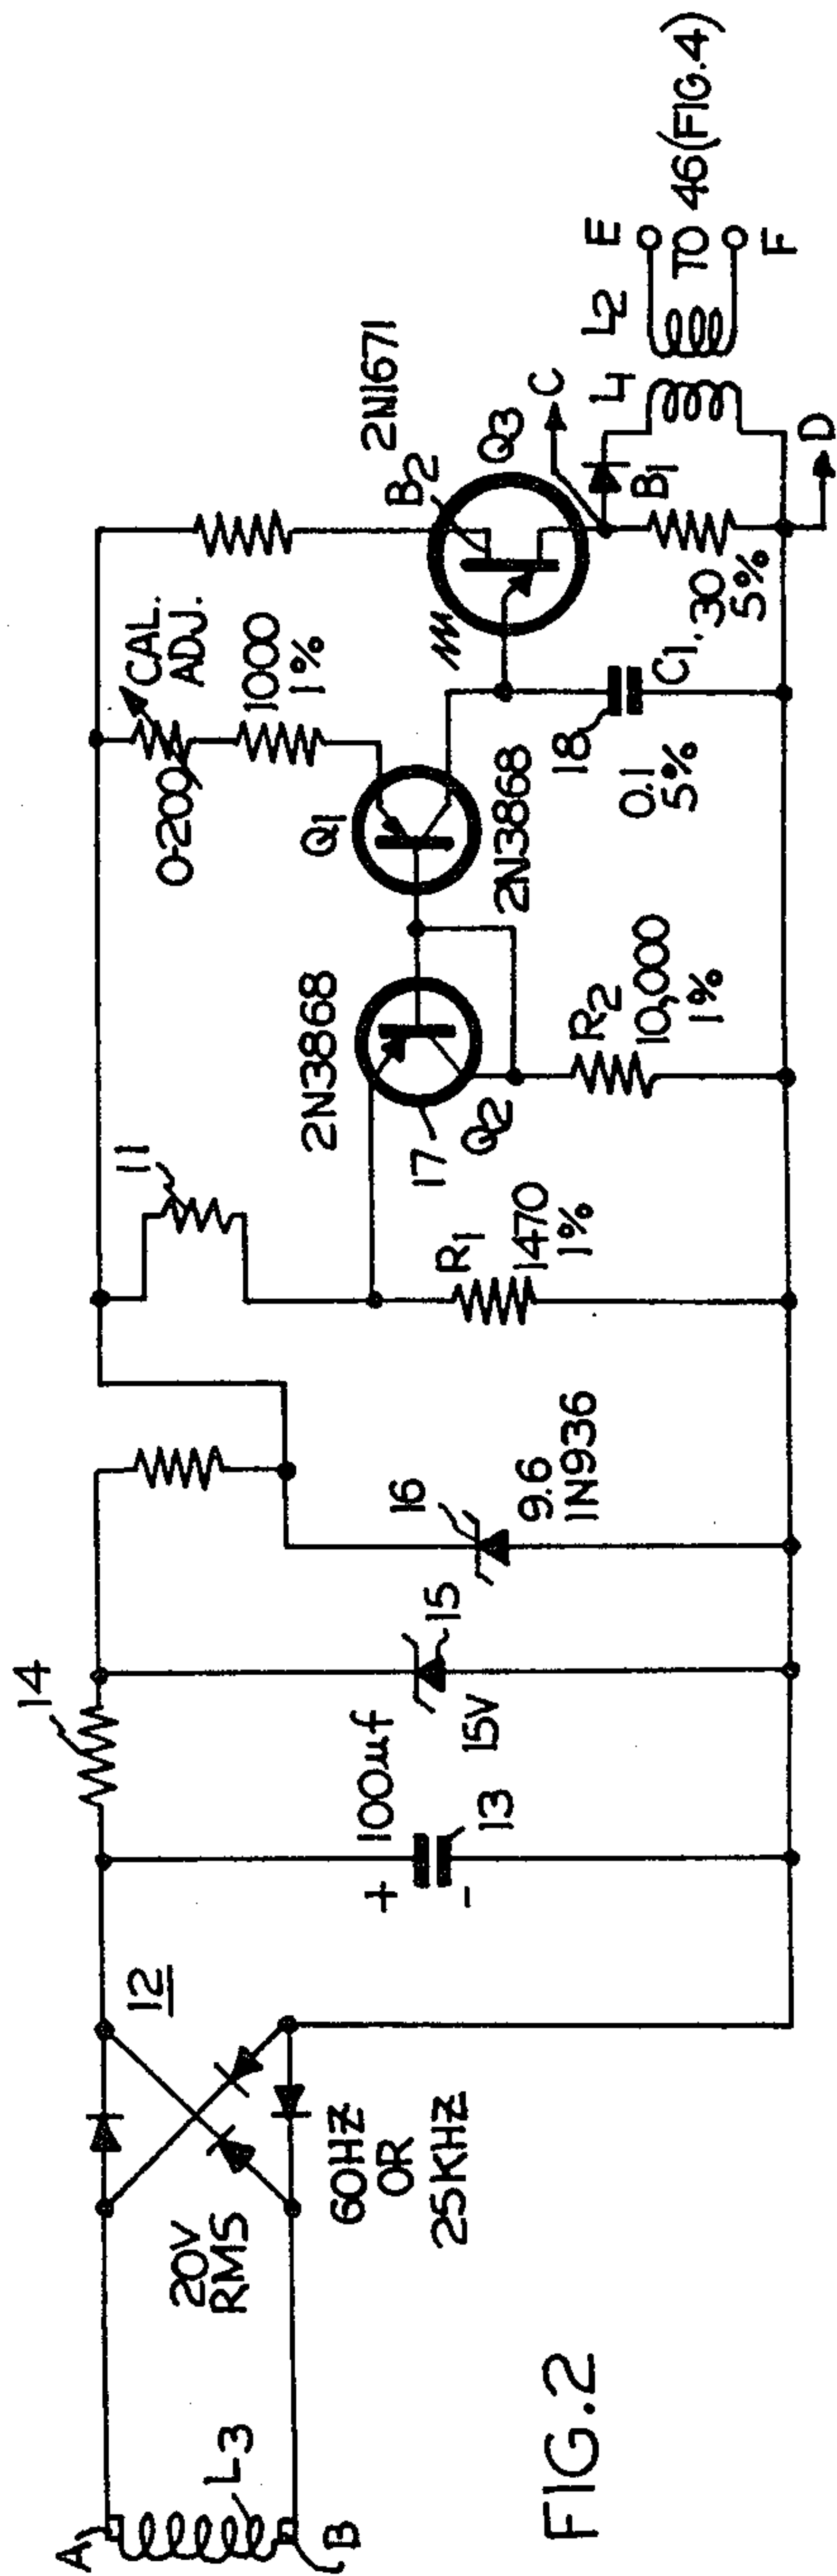 A
L3
B
20V
RMS
60HZ
OR
25KHZ
12
+
-
100uf
13
14
15V
15
16
9.6
1N936
11
R1
1470
1%
2N3868
17
Q2
R2
10,000
1%
Q1
2N3868
0-200
CAL.
ADJ.
1000
1%
18
0.1
5%
C1,
2N1671
B2
Q3
C
B1
30
5%
D
L1
L2
E
TO 46(FIG.4)
F
FIG.2